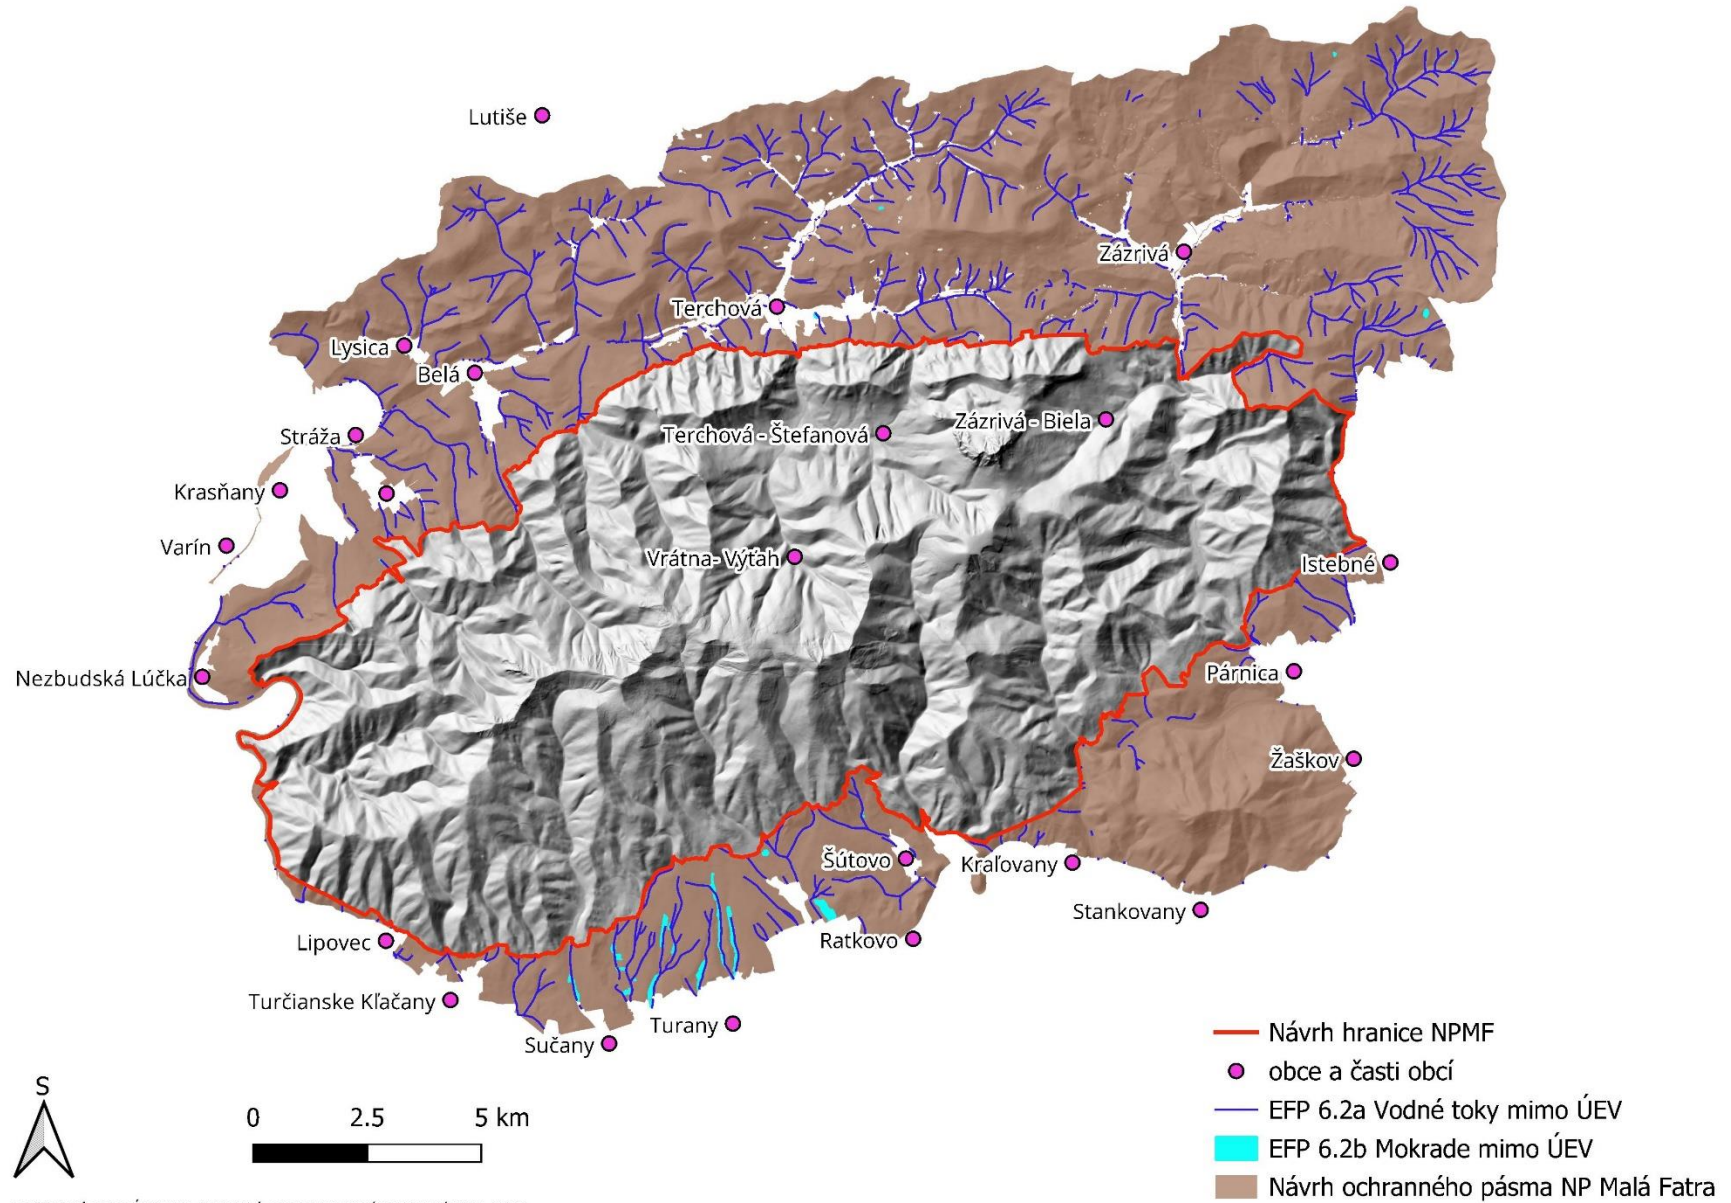 Lutiše
Zázrivá
Terchová
Lysica
Belá
Zázrivá - Biela
Terchová - Štefanová
Stráža
Krasňany
Varín
Vrátna- Výťah
Istebné
Párnica
Nezbudská Lúčka
Žaškov
Šútovo
Kraľovany
Stankovany
Ratkovo
Lipovec
Turčianske Kľačany
Turany
Sučany
Návrh hranice NPMF
obce a časti obcí
EFP 6.2a Vodné toky mimo ÚEV
EFP 6.2b Mokrade mimo ÚEV
Návrh ochranného pásma NP Malá Fatra
S
0 2.5 5 km